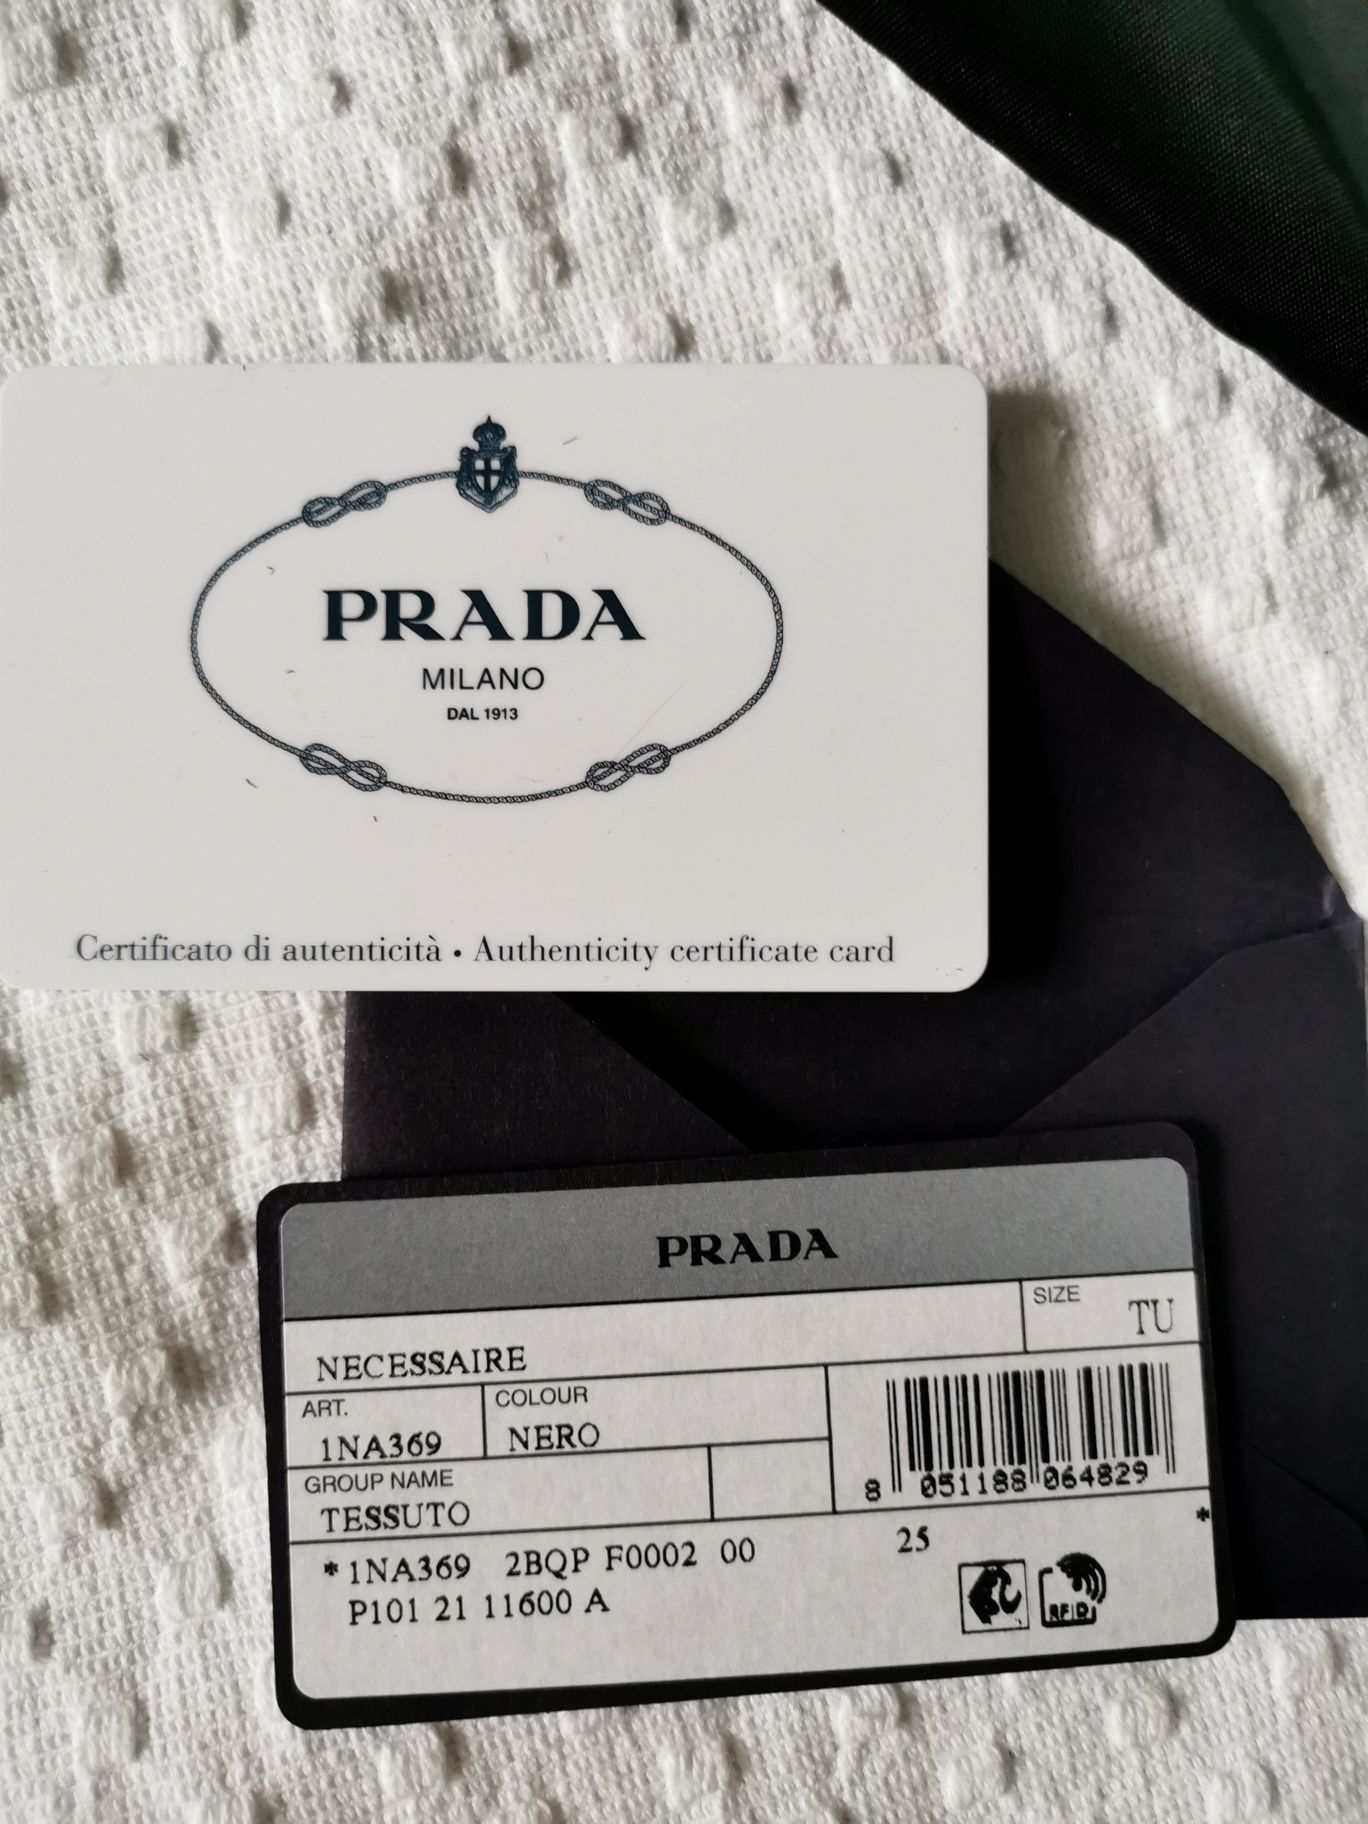 PRADA
MILANO
DAL 1913
Certificato di autenticità • Authenticity certificate card
PRADA
SIZE
TU
NECESSAIRE
ART.
1NA369
COLOUR
NERO
GROUP NAME
TESSUTO
8 051188 064829
*1NA369 2BQP F0002 00 25 *
P101 21 11600 A
RFID